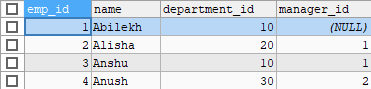 emp_id name department_id manager_id
1 Abilekh 10 (NULL)
2 Alisha 20 1
3 Anshu 10 1
4 Anush 30 2